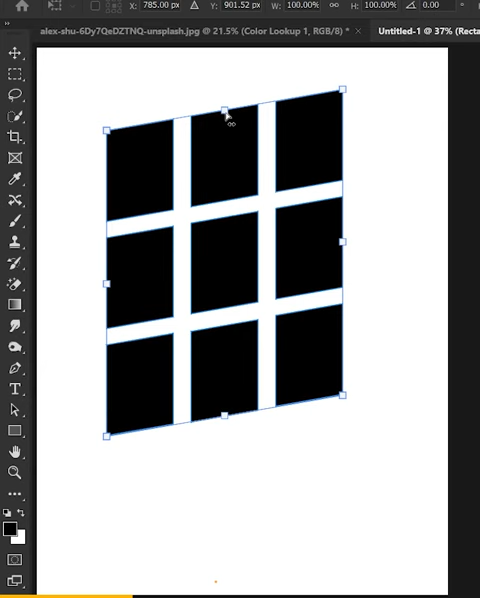 X: 785.00 px Y: 901.52 px W: 100.00% H: 100.00% 0.00
alex-shu-6Dy7QeDZTNQ-unsplash.jpg @ 21.5% (Color Lookup 1, RGB/8) * × Untitled-1 @ 37% (Recta
T